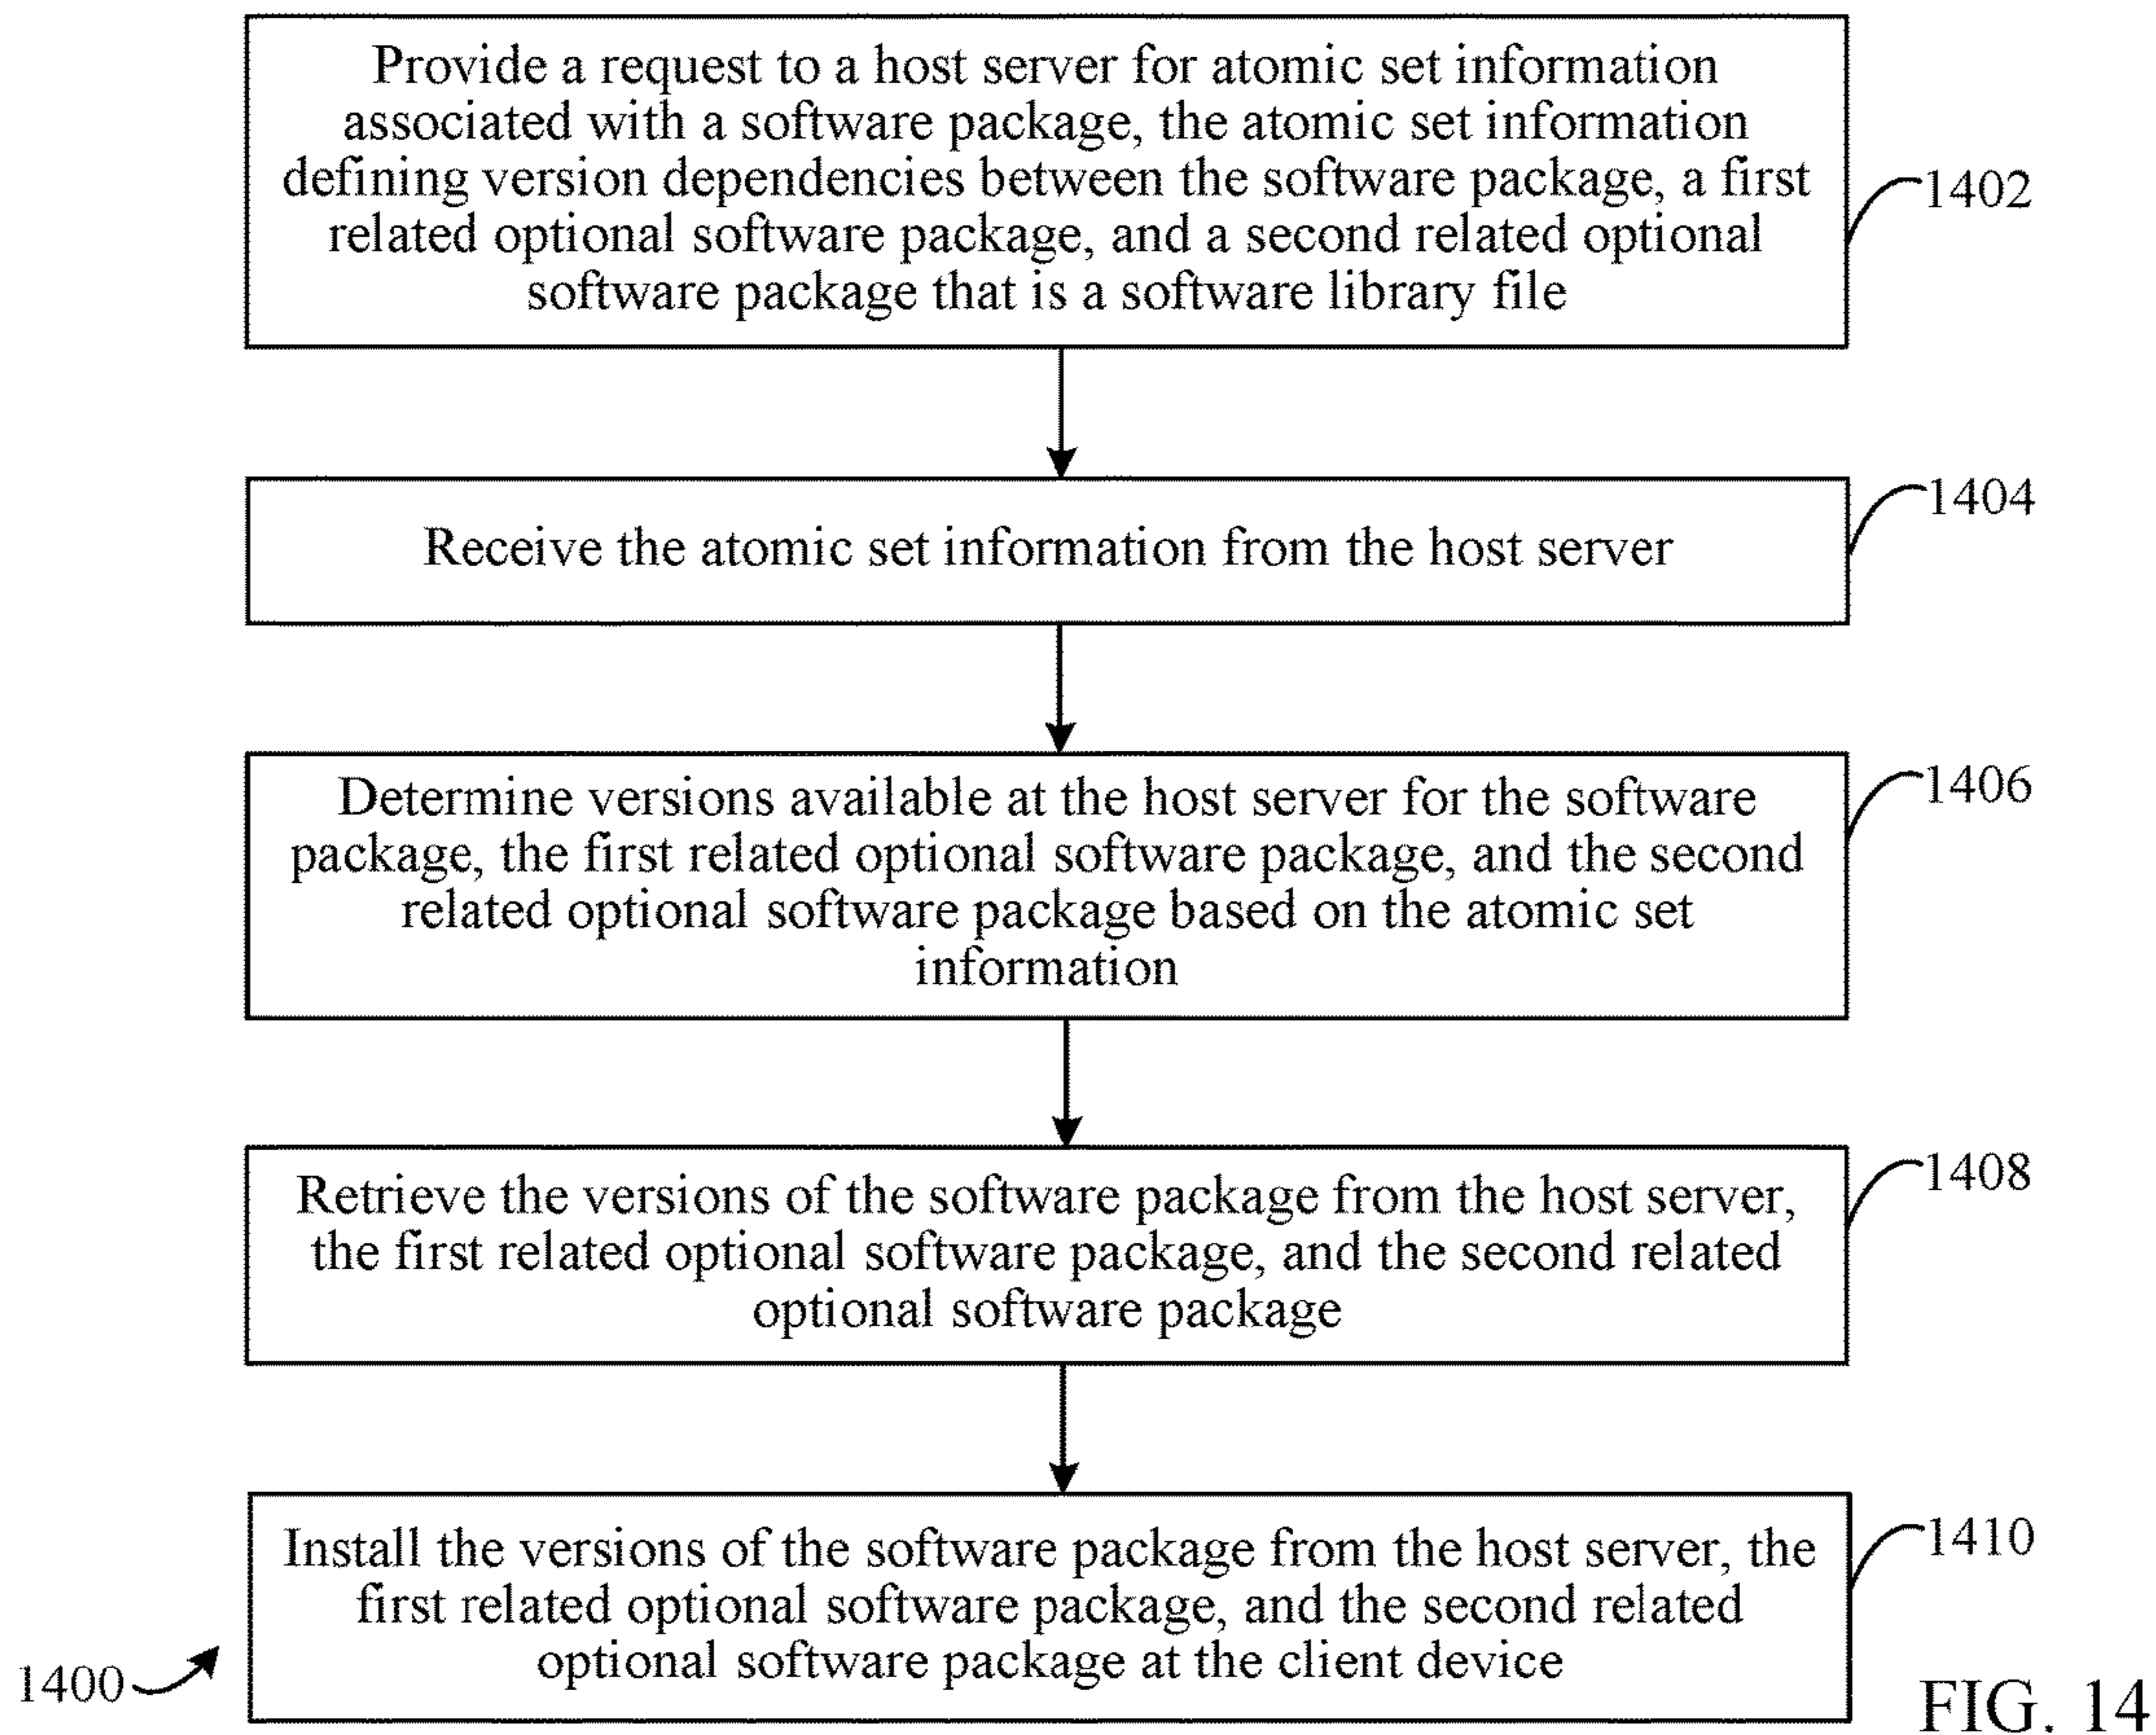 Provide a request to a host server for atomic set information
associated with a software package, the atomic set information
defining version dependencies between the software package, a first
related optional software package, and a second related optional
software package that is a software library file
1402
Receive the atomic set information from the host server
1404
Determine versions available at the host server for the software
package, the first related optional software package, and the second
related optional software package based on the atomic set
information
1406
Retrieve the versions of the software package from the host server,
the first related optional software package, and the second related
optional software package
1408
Install the versions of the software package from the host server, the
first related optional software package, and the second related
optional software package at the client device
1410
1400
FIG. 14